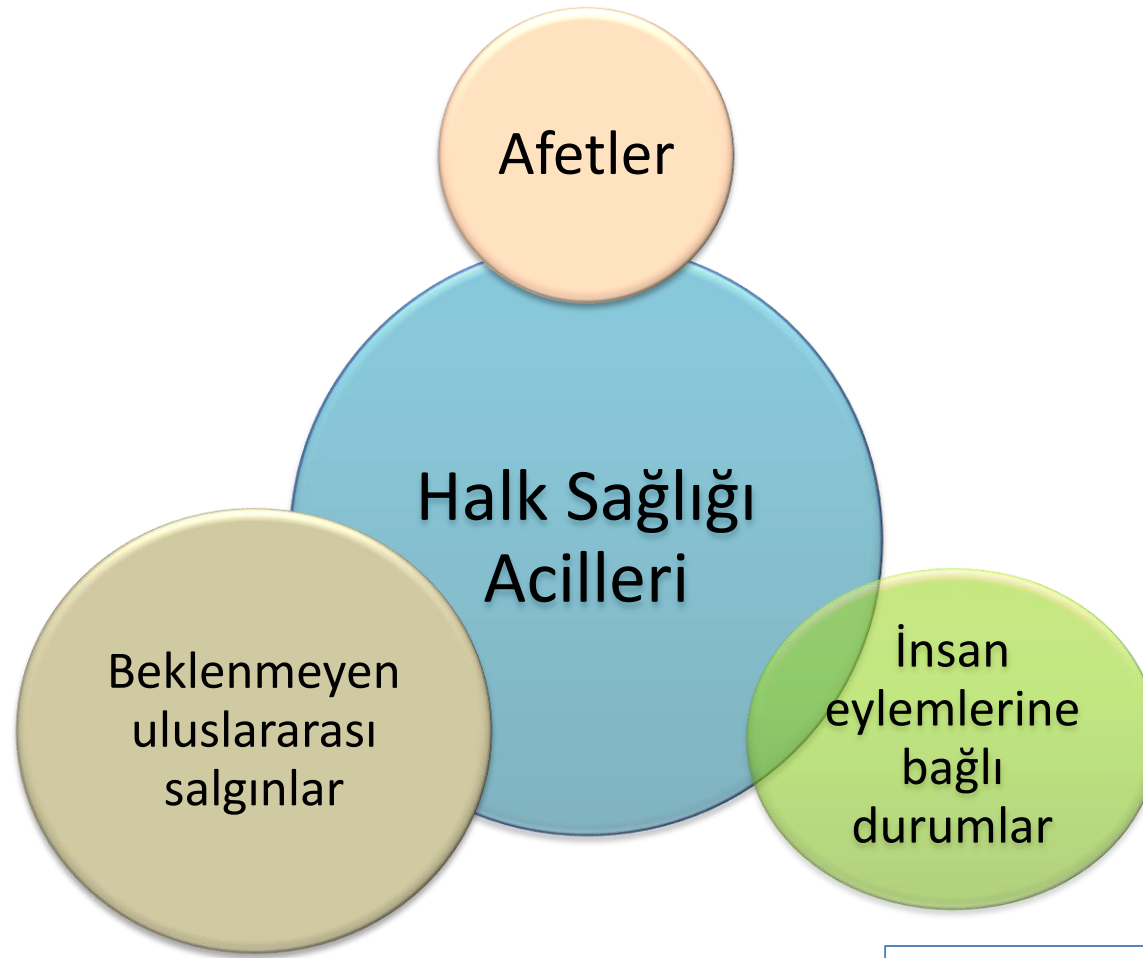 Afetler
Halk Sağlığı
Acilleri
Beklenmeyen
uluslararası
salgınlar
İnsan
eylemlerine
bağlı
durumlar